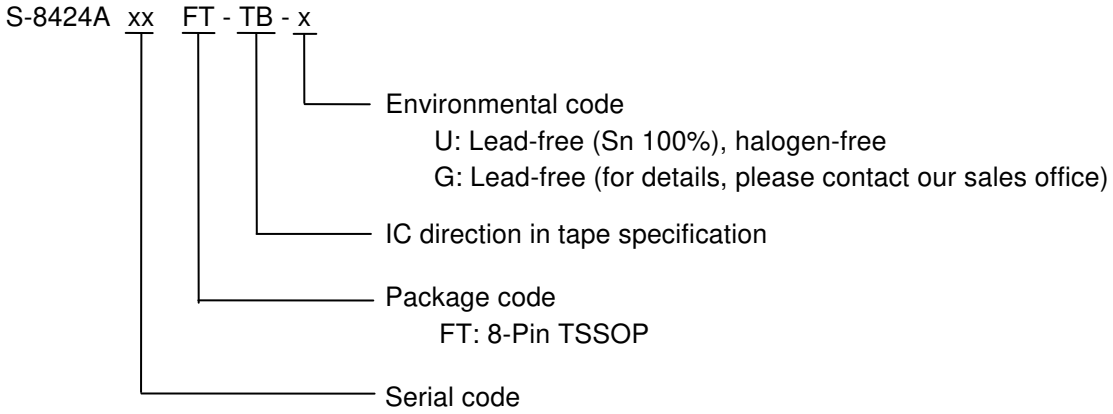 S-8424A xx FT - TB - x
Environmental code
U: Lead-free (Sn 100%), halogen-free
G: Lead-free (for details, please contact our sales office)
IC direction in tape specification
Package code
FT: 8-Pin TSSOP
Serial code